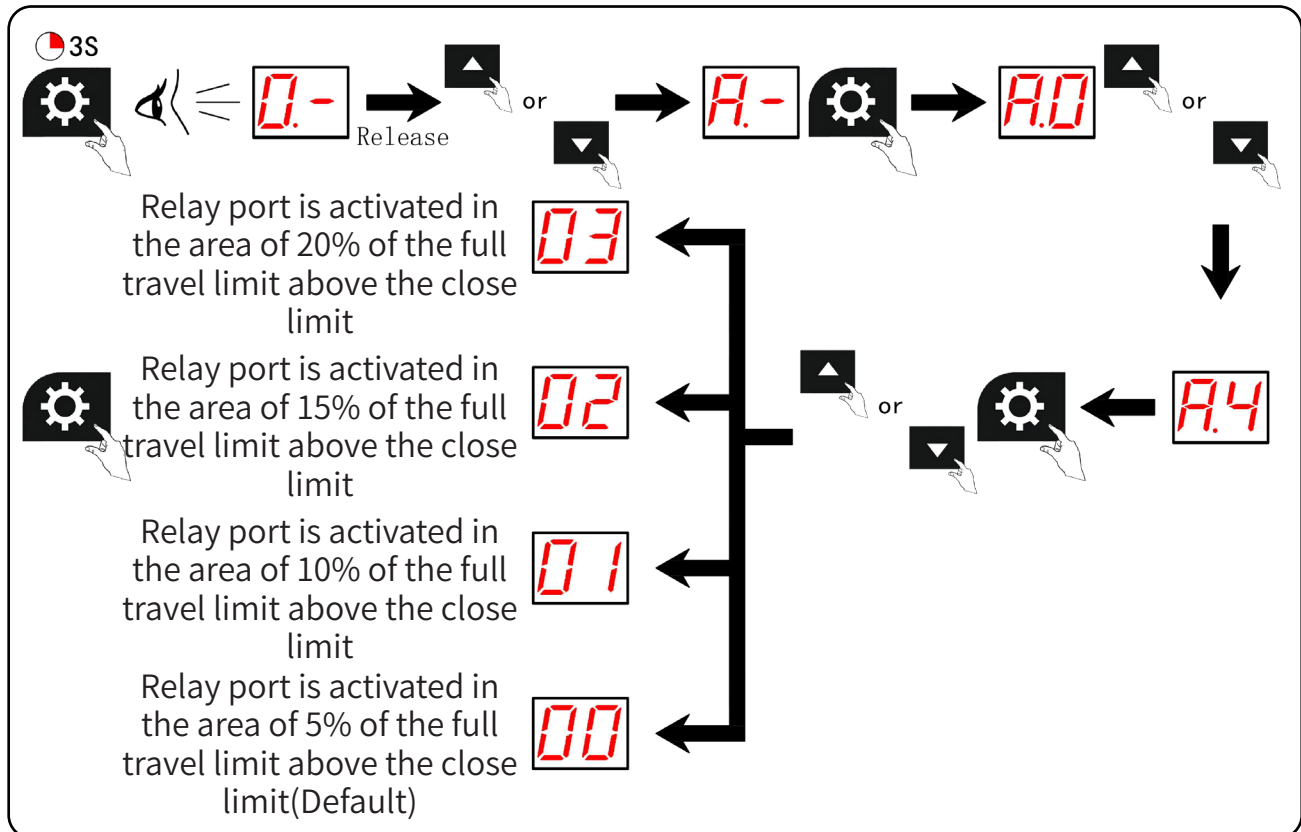 3S
0.-
Release
or
A.-
A.0
or
Relay port is activated in
the area of 20% of the full
travel limit above the close
limit
03
Relay port is activated in
the area of 15% of the full
travel limit above the close
limit
02
or
A.4
Relay port is activated in
the area of 10% of the full
travel limit above the close
limit
01
Relay port is activated in
the area of 5% of the full
travel limit above the close
limit(Default)
00